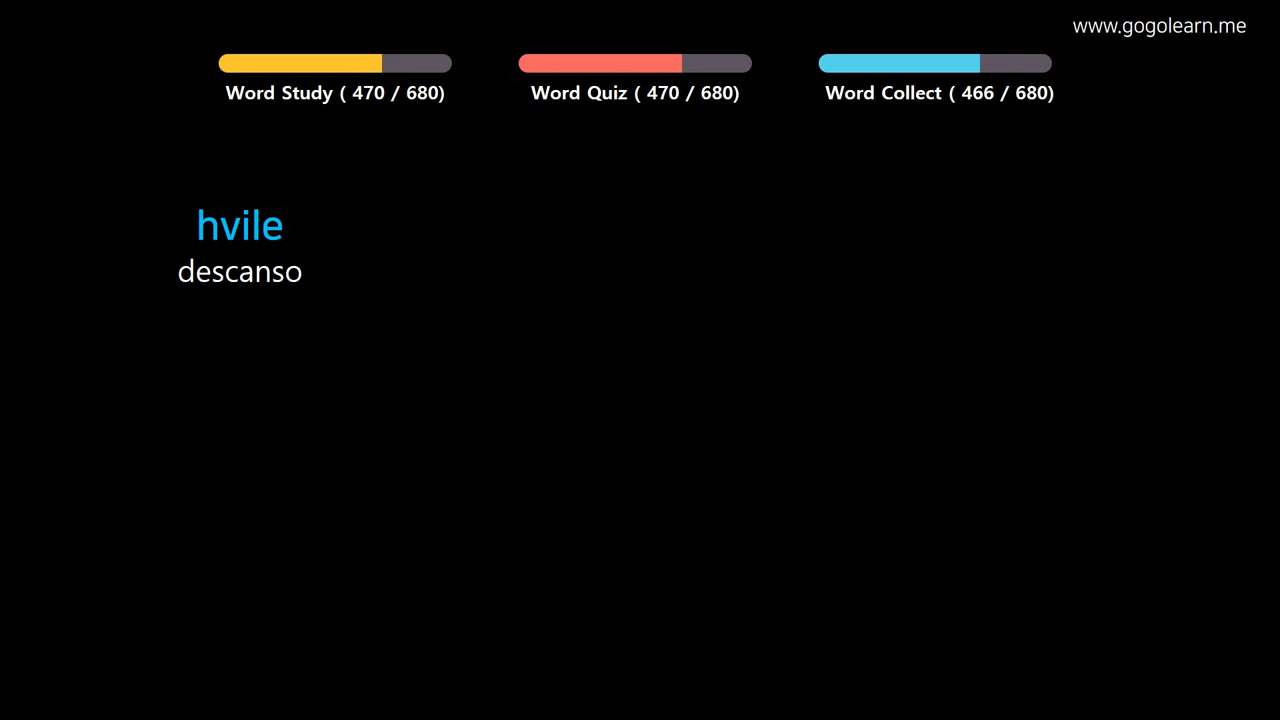 www.gogolearn.me
Word Study ( 470 / 680)
Word Quiz ( 470 / 680)
Word Collect ( 466 / 680)
hvile
descanso